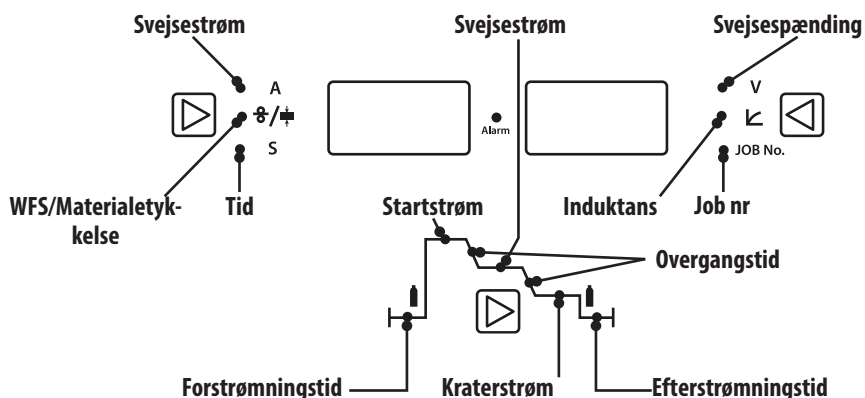 Svejsestrøm
Svejsestrøm
Svejsespænding
A
V
/
Alarm
S
JOB No.
WFS/Materialetyk-
kelse
Tid
Startstrøm
Induktans
Job nr
Overgangstid
Forstrømningstid
Kraterstrøm
Efterstrømningstid